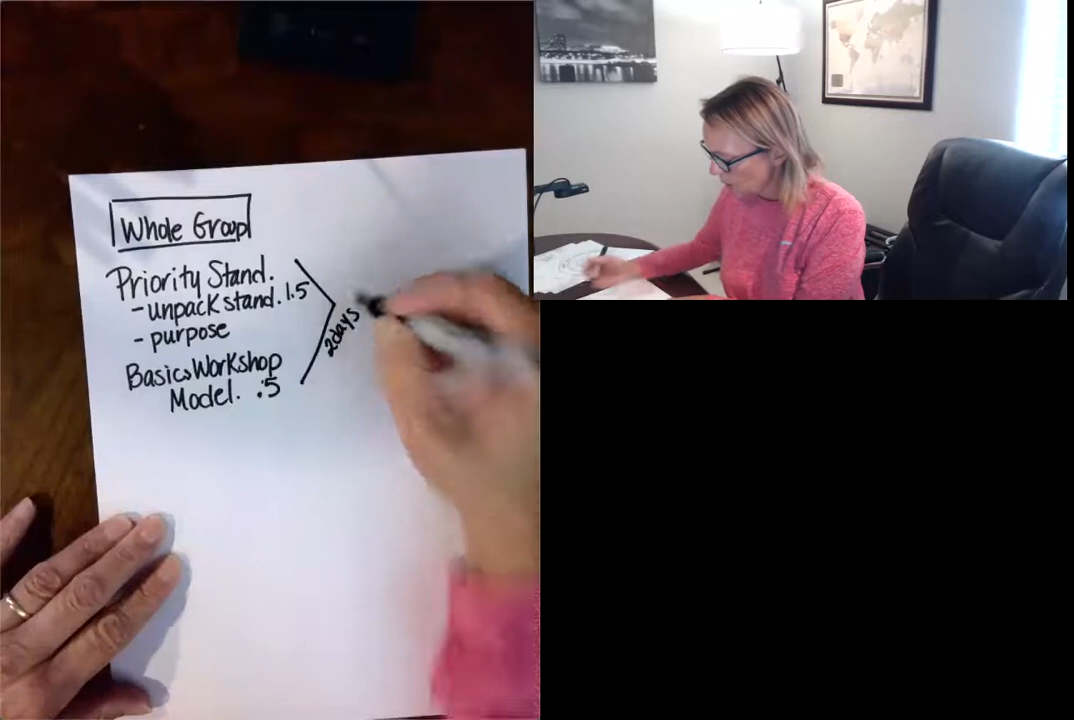 Whole Group
Priority Stand.
- unpack stand. 1.5
- purpose
Basics Workshop
Model. .5
2days